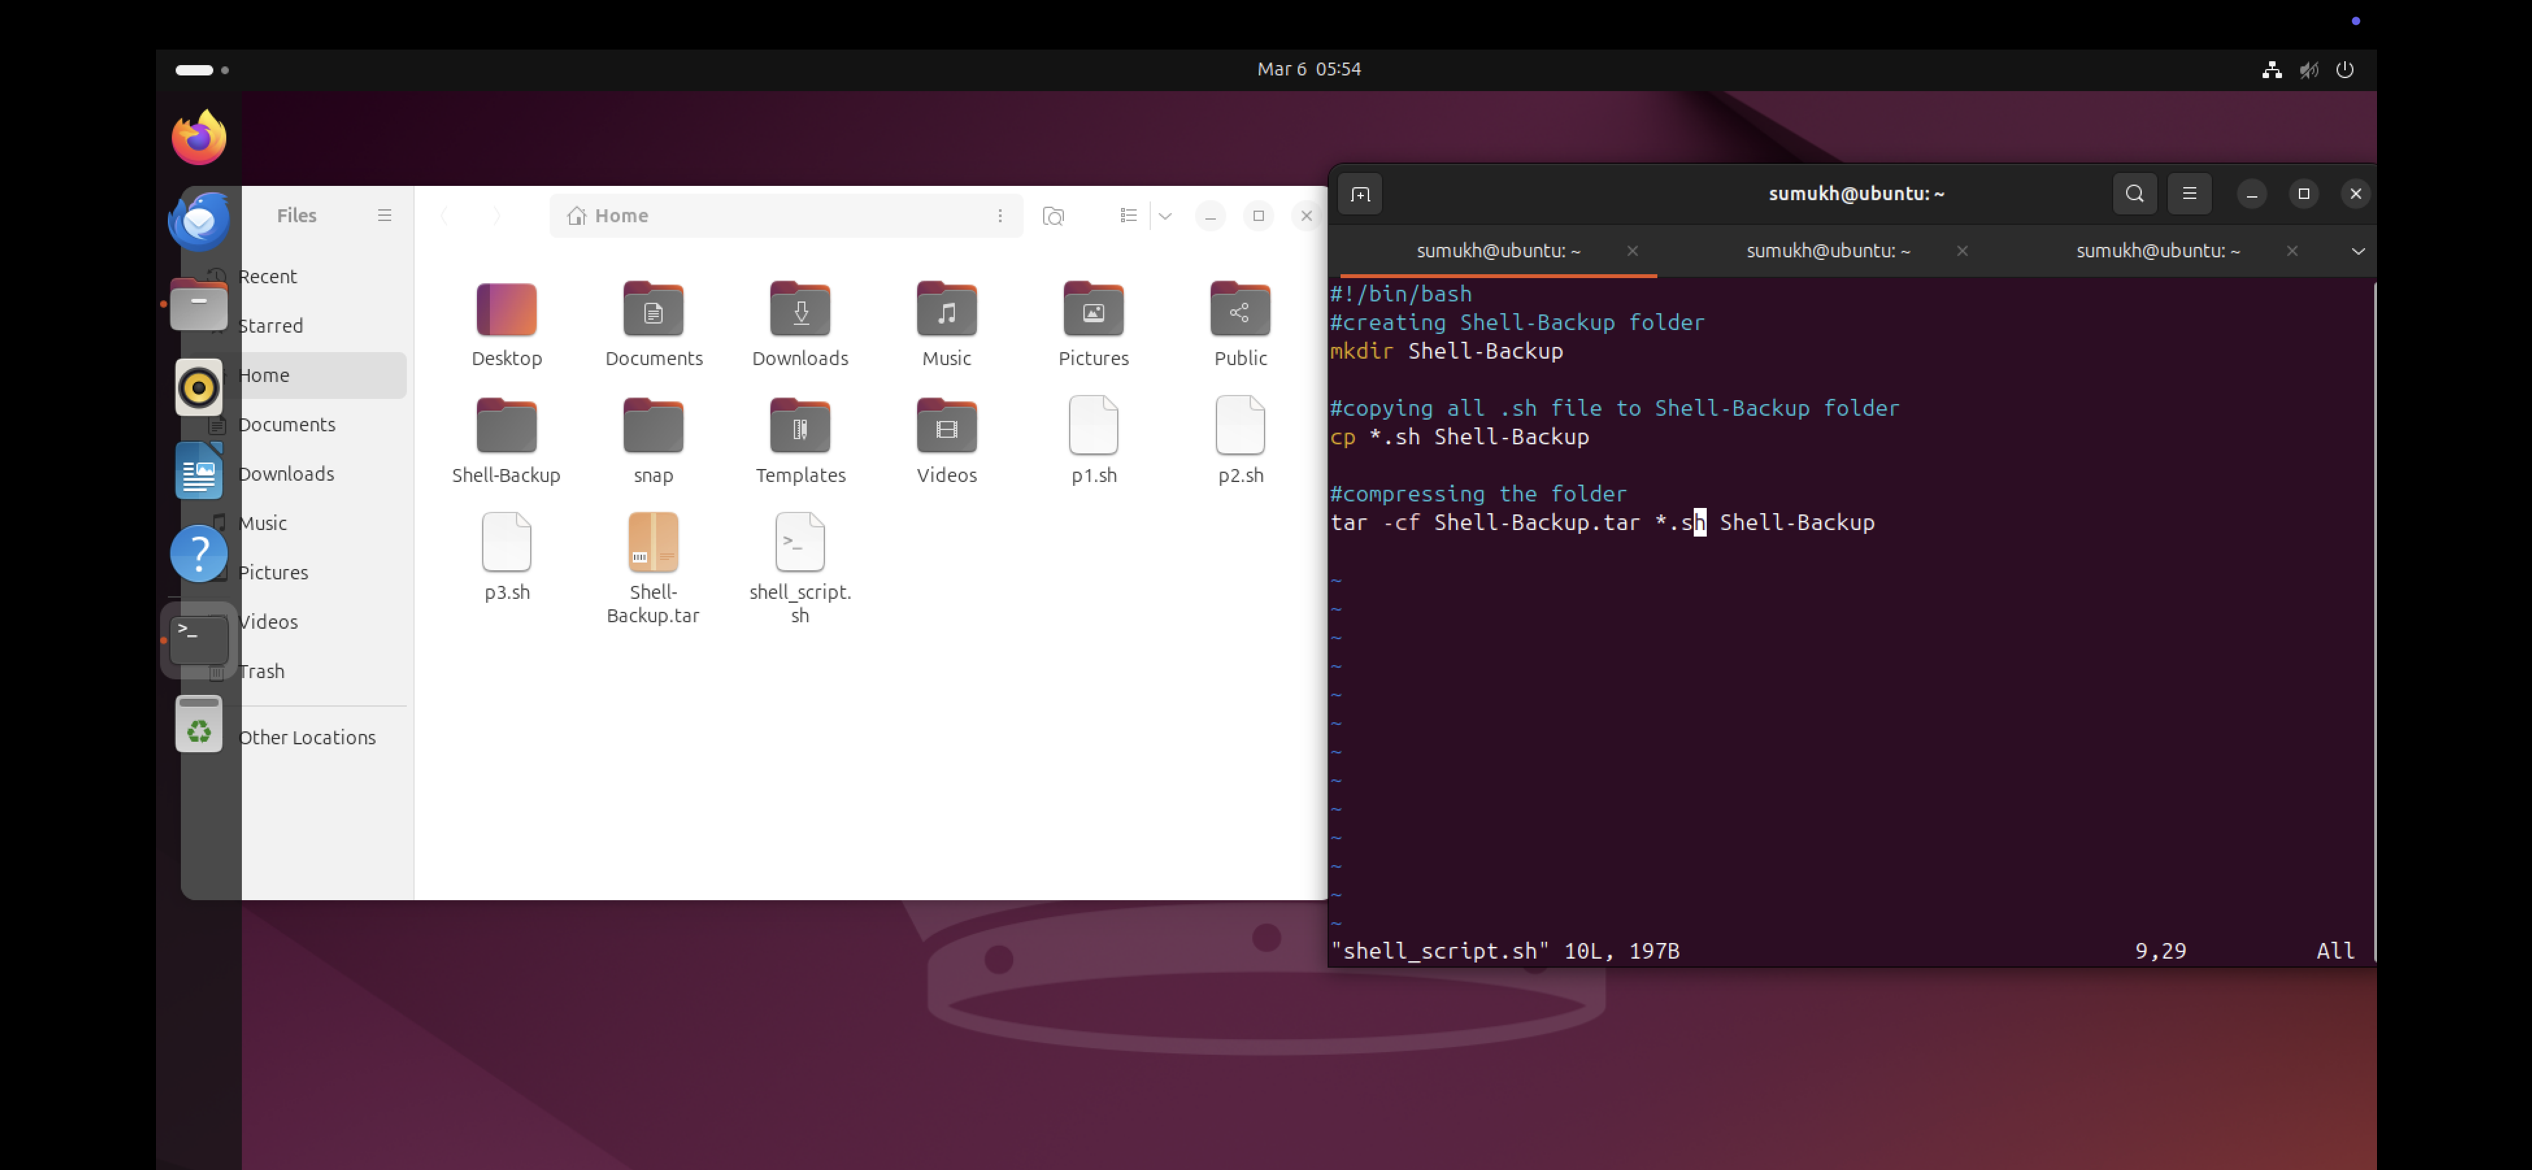 Mar 6 05:54
Files
Home
Recent
Starred
Home
Documents
Downloads
Music
Pictures
Videos
Trash
Other Locations
Desktop
Documents
Downloads
Music
Pictures
Public
Shell-Backup
snap
Templates
Videos
p1.sh
p2.sh
p3.sh
Shell-
Backup.tar
shell_script.
sh
sumukh@ubuntu: ~
sumukh@ubuntu: ~
sumukh@ubuntu: ~
sumukh@ubuntu: ~
#!/bin/bash
#creating Shell-Backup folder
mkdir Shell-Backup
#copying all .sh file to Shell-Backup folder
cp *.sh Shell-Backup
#compressing the folder
tar -cf Shell-Backup.tar *.sh Shell-Backup
~
~
~
~
~
~
~
~
~
~
~
~
~
"shell_script.sh" 10L, 197B 9,29 All